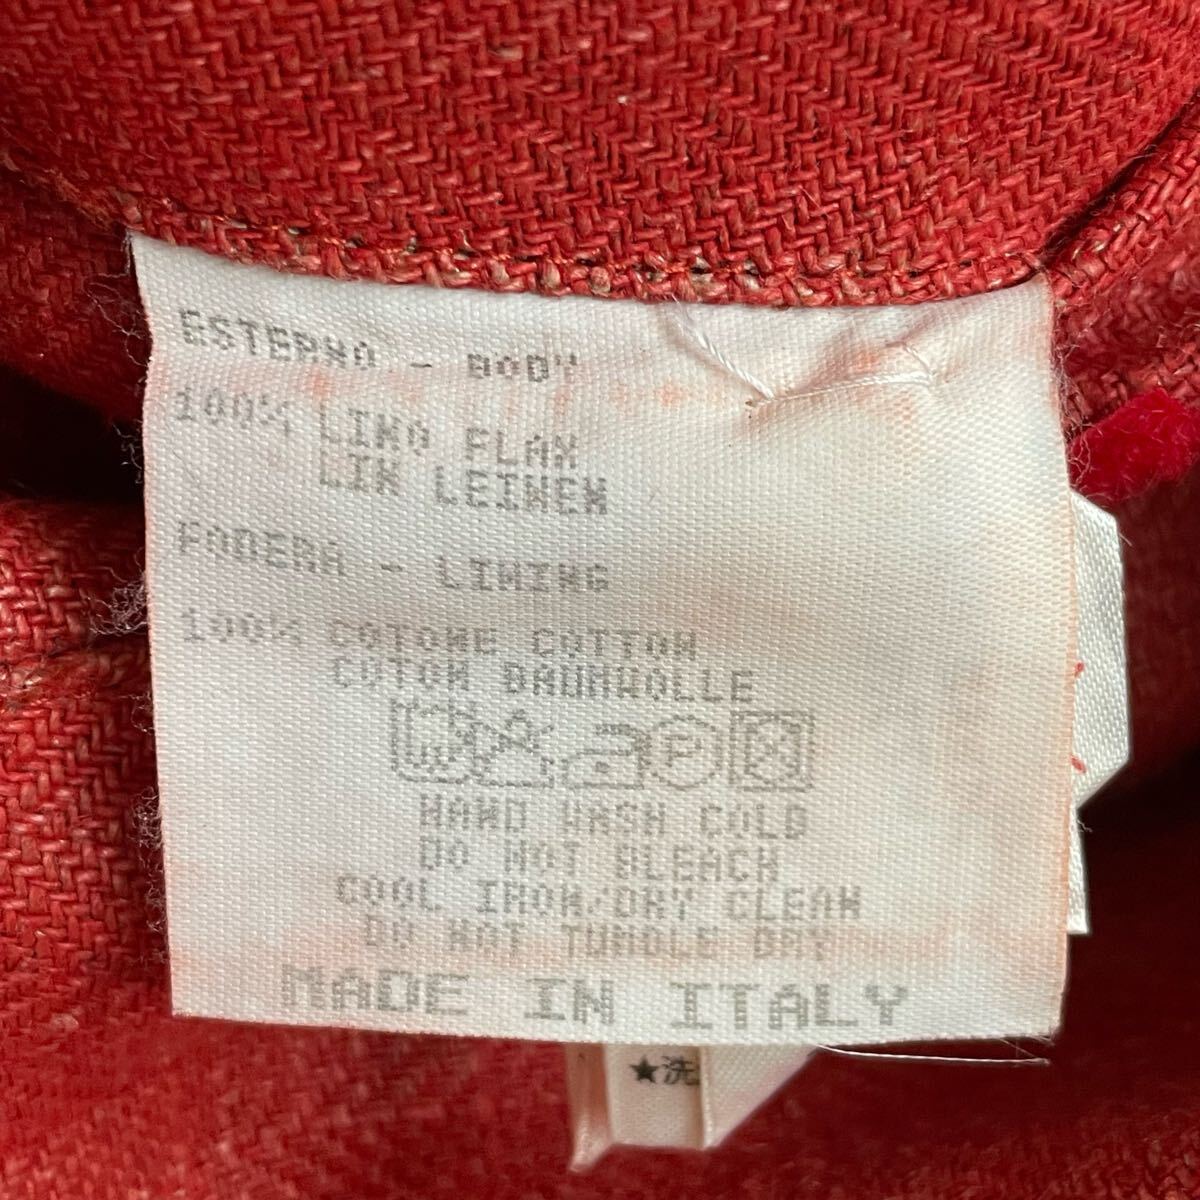 ESTERNO - BODY
100% LINO FLAX
LIN LEINEN
FODERA - LINING
100% COTONE COTTON
COTON BAUMWOLLE
P
HAND WASH COLD
DO NOT BLEACH
COOL IRON/DRY CLEAN
DO NOT TUMBLE DRY
MADE IN ITALY
★洗